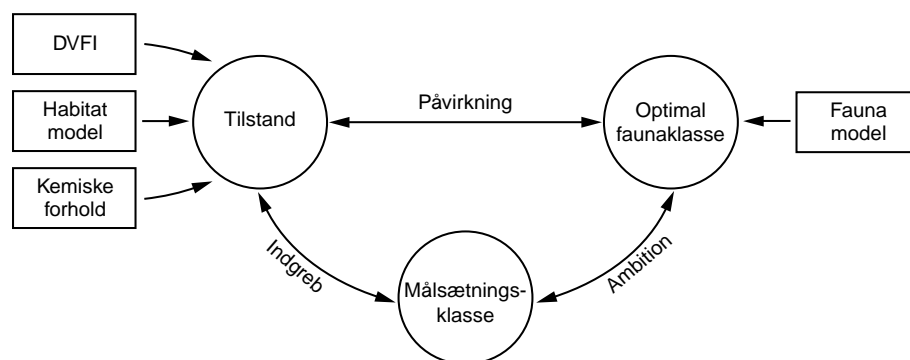 DVFI
Habitat
model
Kemiske
forhold
Tilstand
Påvirkning
Optimal
faunaklasse
Fauna
model
Indgreb
Ambition
Målsætnings-
klasse